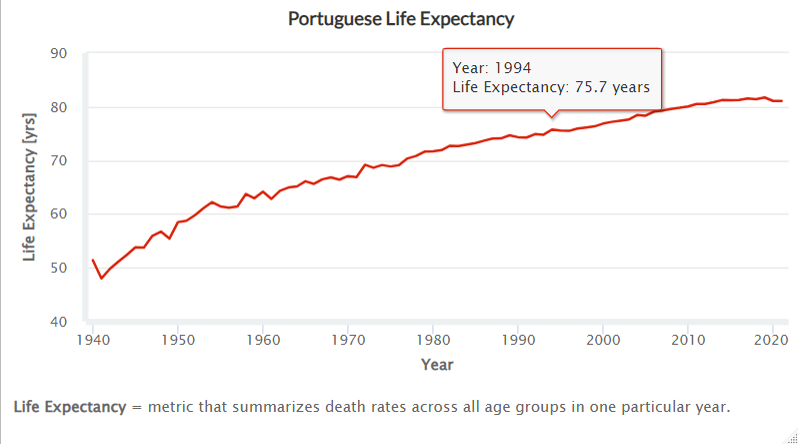 Portuguese Life Expectancy
90
80
70
60
50
40
Life Expectancy [yrs]
Year: 1994
Life Expectancy: 75.7 years
1940 1950 1960 1970 1980 1990 2000 2010 2020
Year
Life Expectancy = metric that summarizes death rates across all age groups in one particular year.